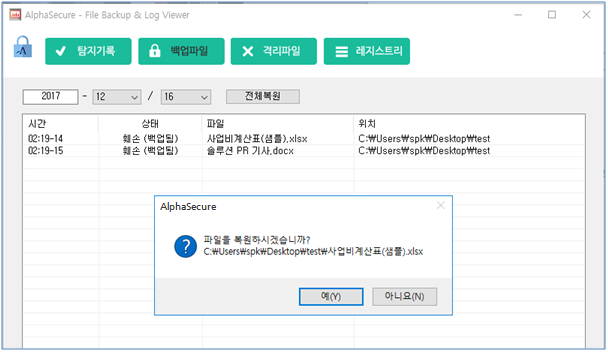 AlphaSecure - File Backup & Log Viewer
탐지기록 백업파일 격리파일 레지스트리
2017 - 12 / 16 전체복원
시간 상태 파일 위치
02:19-14 훼손 (백업됨) 사업비계산표(샘플).xlsx C:₩Users₩spk₩Desktop₩test
02:19-15 훼손 (백업됨) 솔루션 PR 기사.docx C:₩Users₩spk₩Desktop₩test
AlphaSecure
파일을 복원하시겠습니까?
C:₩Users₩spk₩Desktop₩test₩사업비계산표(샘플).xlsx
예(Y) 아니요(N)